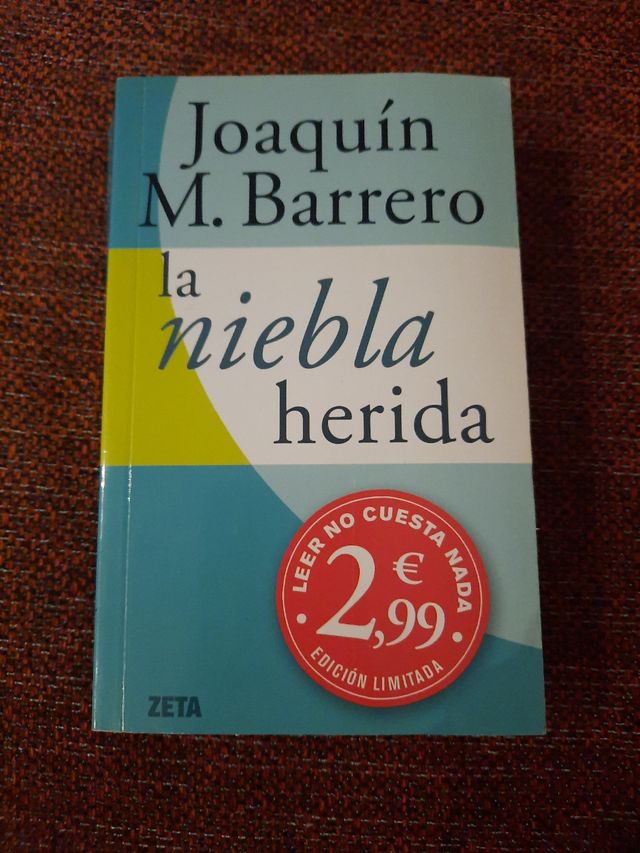 Joaquín
M. Barrero
la
niebla
herida
LEER NO CUESTA NADA
2,99 €
EDICIÓN LIMITADA
ZETA